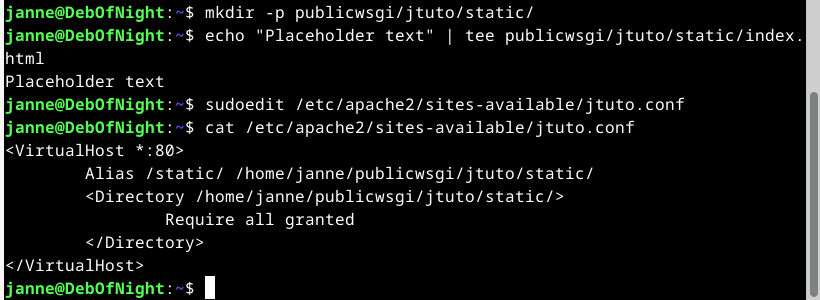 janne@DebOfNight:~$ mkdir -p publicwsgi/jtuto/static/
janne@DebOfNight:~$ echo "Placeholder text" | tee publicwsgi/jtuto/static/index.
html
Placeholder text
janne@DebOfNight:~$ sudoedit /etc/apache2/sites-available/jtuto.conf
janne@DebOfNight:~$ cat /etc/apache2/sites-available/jtuto.conf
<VirtualHost *:80>
        Alias /static/ /home/janne/publicwsgi/jtuto/static/
        <Directory /home/janne/publicwsgi/jtuto/static/>
                Require all granted
        </Directory>
</VirtualHost>
janne@DebOfNight:~$